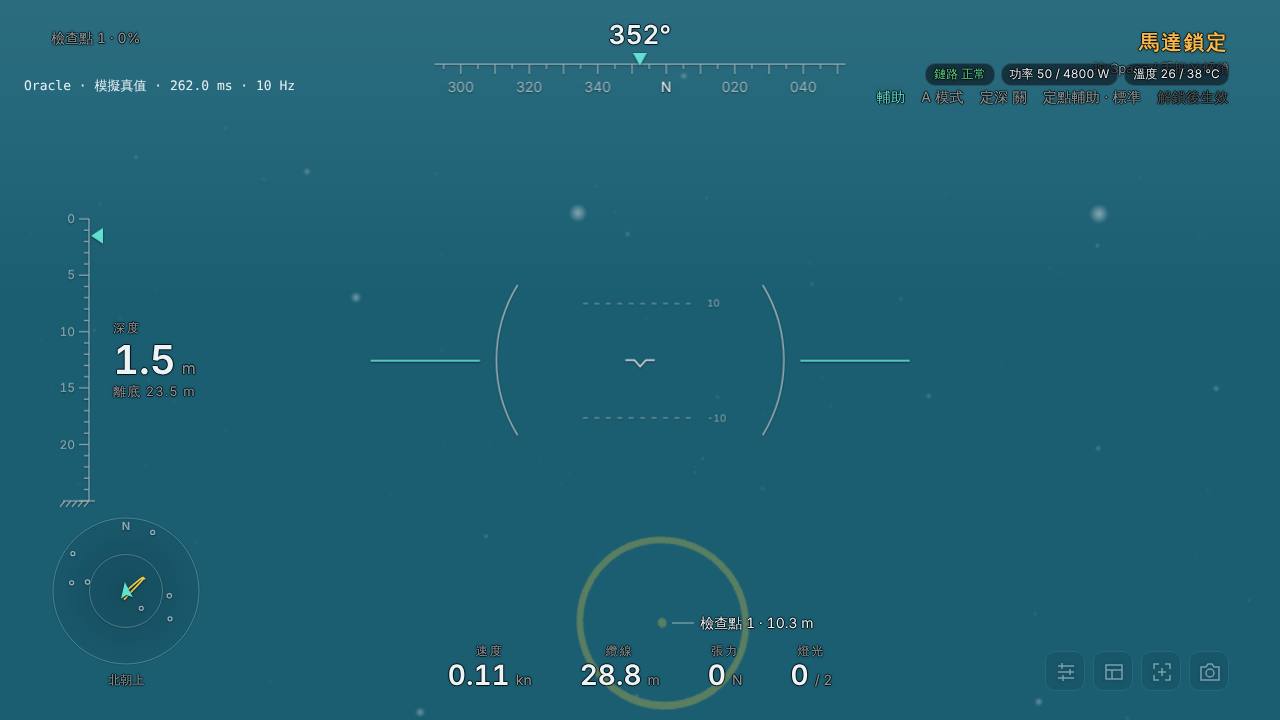 檢查點 1 · 0%
352°
馬達鎖定
鏈路 正常
功率 50 / 4800 W
溫度 26 / 38 °C
Oracle · 模擬真值 · 262.0 ms · 10 Hz
300 320 340 N 020 040
輔助 A 模式 定深 關 定點輔助 · 標準 解鎖後生效
0
5
10
15
20
10
-10
深度
1.5 m
離底 23.5 m
N
北朝上
檢查點 1 · 10.3 m
速度 纜線 張力 燈光
0.11 kn 28.8 m 0 N 0 / 2